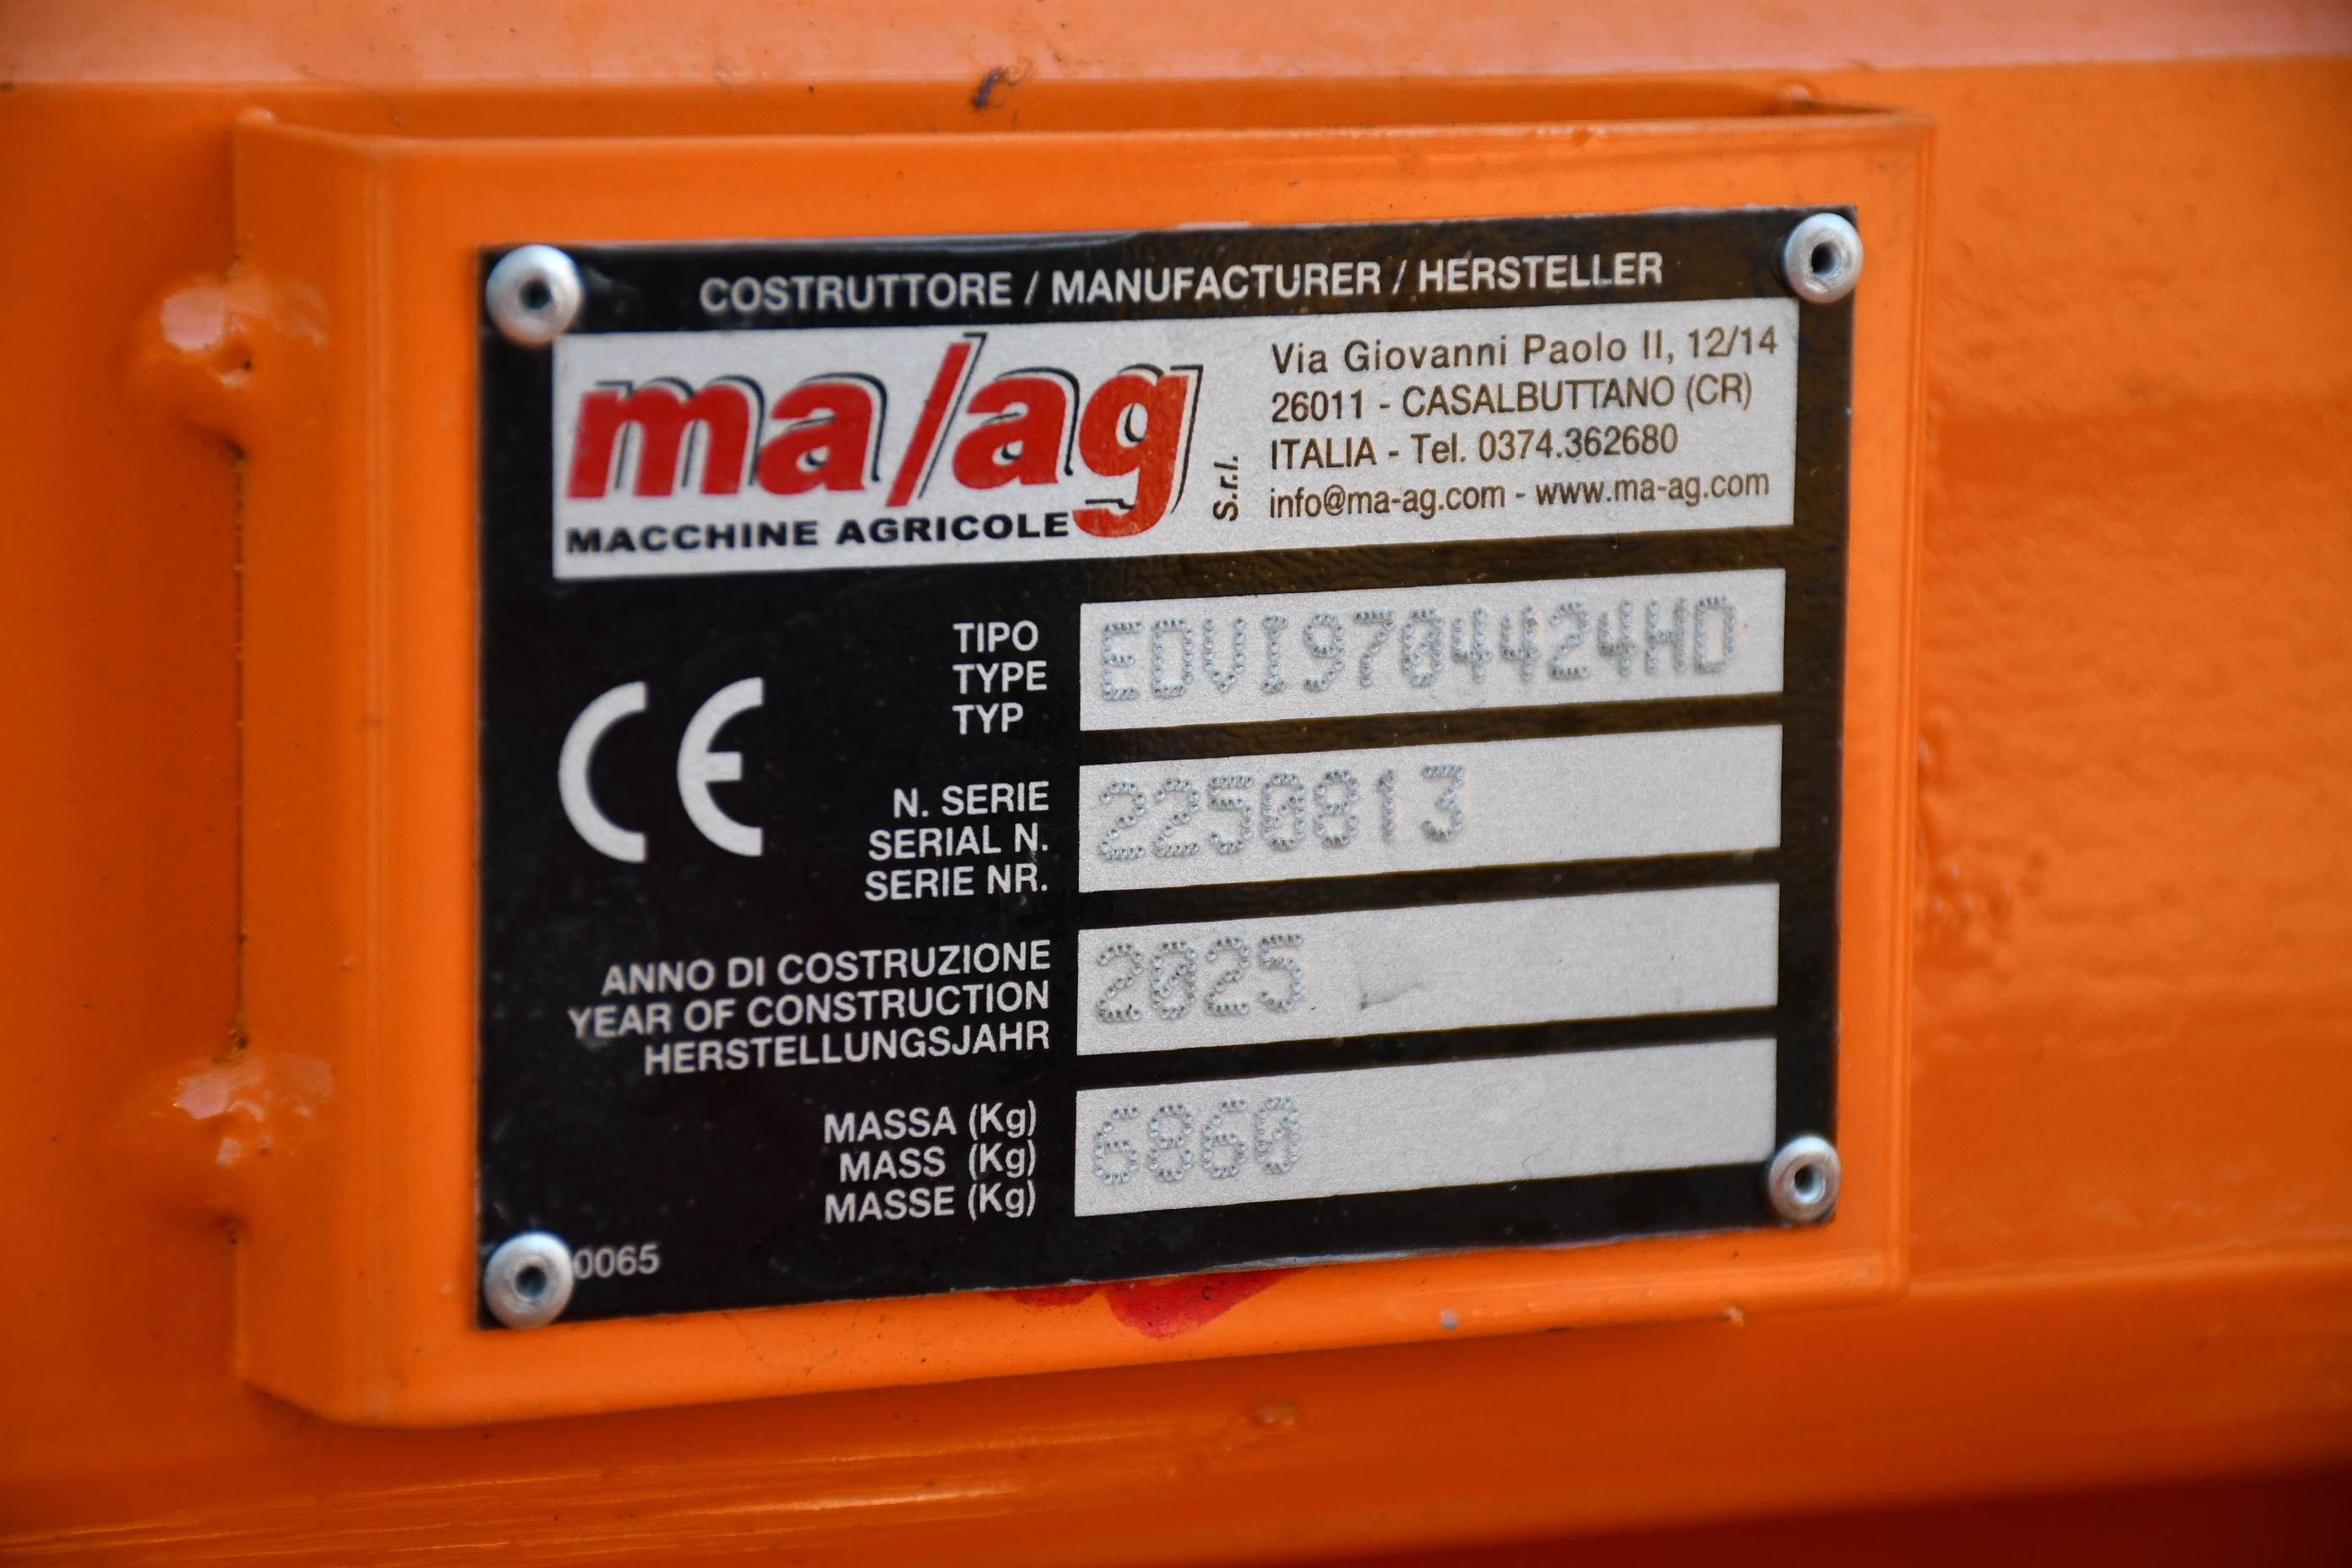 COSTRUTTORE / MANUFACTURER / HERSTELLER
ma/ag
MACCHINE AGRICOLE
s.r.l.
Via Giovanni Paolo II, 12/14
26011 - CASALBUTTANO (CR)
ITALIA - Tel. 0374.362680
info@ma-ag.com - www.ma-ag.com
CE
TIPO
TYPE
TYP
EDVI9704424HD
N. SERIE
SERIAL N.
SERIE NR.
2250813
ANNO DI COSTRUZIONE
YEAR OF CONSTRUCTION
HERSTELLUNGSJAHR
2025
MASSA (Kg)
MASS (Kg)
MASSE (Kg)
6860
0065